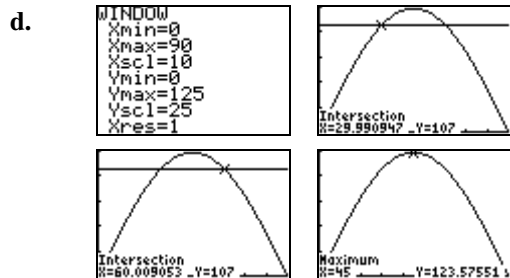 d.
WINDOW
Xmin=0
Xmax=90
Xscl=10
Ymin=0
Ymax=125
Yscl=25
Xres=1
Intersection
X=29.990947 Y=107
Intersection
X=60.009053 Y=107
Maximum
X=45 Y=123.57551